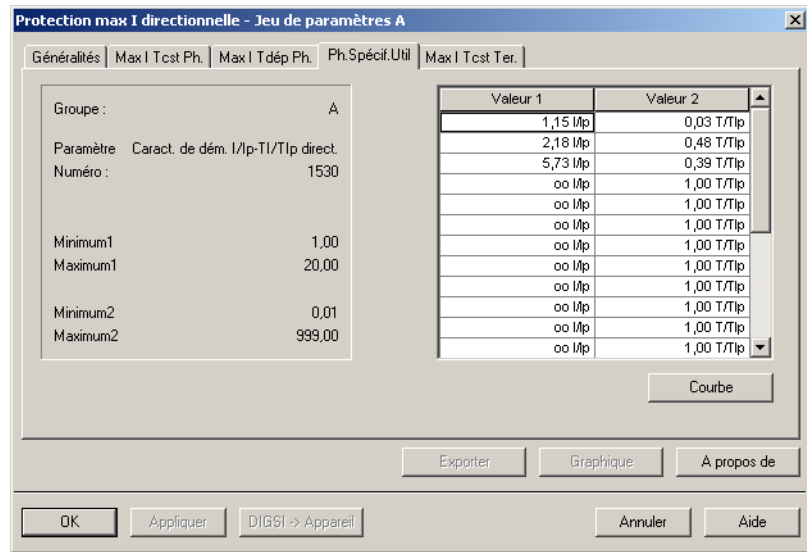 Protection max I directionnelle - Jeu de paramètres A
Généralités Max I Tcst Ph. Max I Tdép Ph. Ph.Spécif.Util Max I Tcst Ter.
Groupe : A
Paramètre Caract. de dém. I/Ip-TI/TIp direct.
Numéro : 1530
Minimum1 1,00
Maximum1 20,00
Minimum2 0,01
Maximum2 999,00
Valeur 1 Valeur 2
1,15 I/Ip 0,03 T/TIp
2,18 I/Ip 0,48 T/TIp
5,73 I/Ip 0,39 T/TIp
oo I/Ip 1,00 T/TIp
oo I/Ip 1,00 T/TIp
oo I/Ip 1,00 T/TIp
oo I/Ip 1,00 T/TIp
oo I/Ip 1,00 T/TIp
oo I/Ip 1,00 T/TIp
oo I/Ip 1,00 T/TIp
oo I/Ip 1,00 T/TIp
oo I/Ip 1,00 T/TIp
Courbe
Exporter Graphique A propos de
OK Appliquer DIGSI -> Appareil Annuler Aide